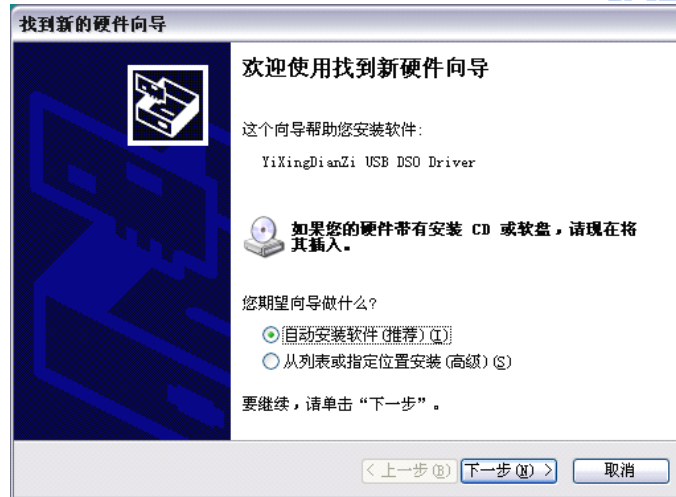 找到新的硬件向导
欢迎使用找到新硬件向导
这个向导帮助您安装软件:
YiXingDianZi USB DSO Driver
如果您的硬件带有安装 CD 或软盘，请现在将
其插入。
您期望向导做什么?
自动安装软件(推荐)(I)
从列表或指定位置安装(高级)(S)
要继续，请单击“下一步”。
< 上一步(B) 下一步(N) > 取消